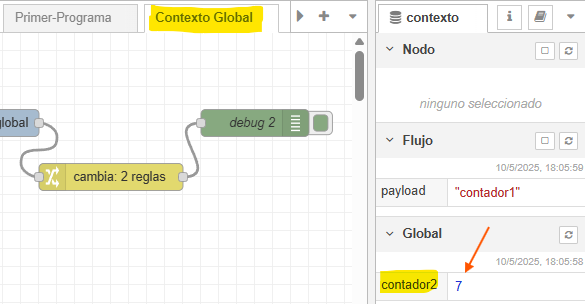 Primer-Programa
Contexto Global
contexto
Nodo
ninguno seleccionado
global
debug 2
cambia: 2 reglas
Flujo
10/5/2025, 18:05:59
payload
"contador1"
Global
10/5/2025, 18:05:58
contador2
7